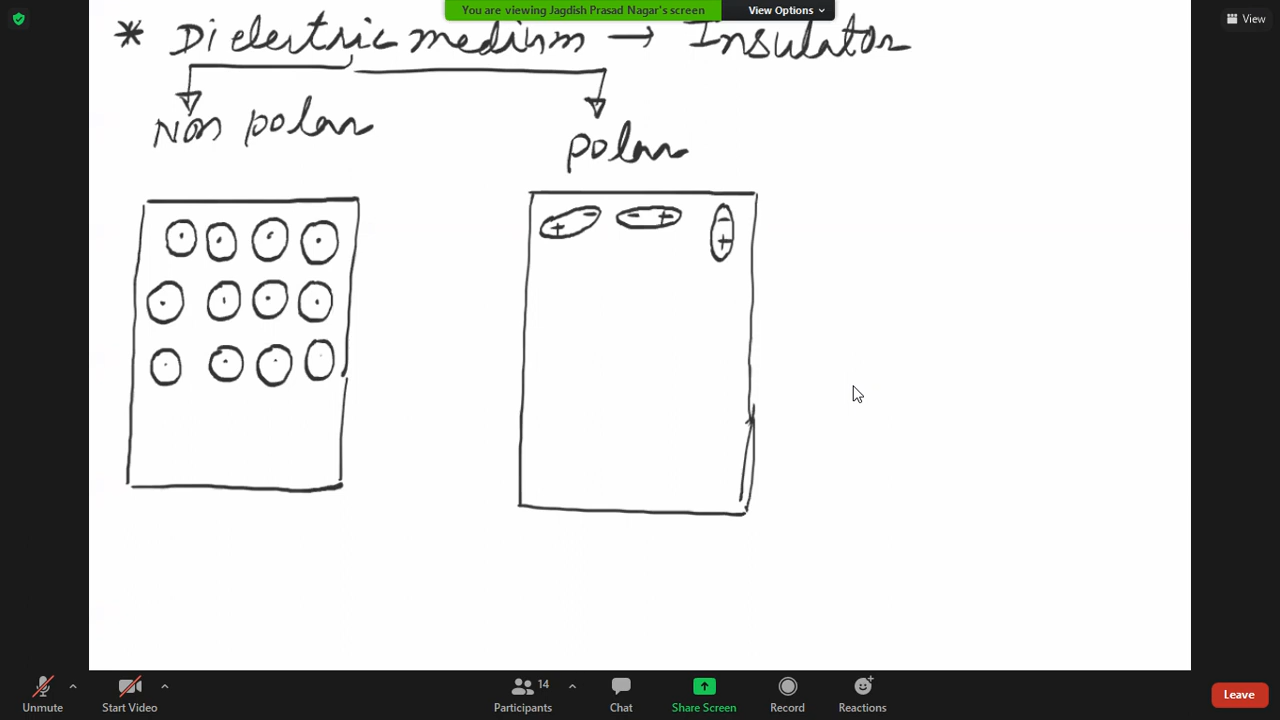 You are viewing Jagdish Prasad Nagar's screen
View Options
View
* Dielectric medium → Insulator
Non polar
polar
+ - - + -
+
Unmute
Start Video
Participants
14
Chat
Share Screen
Record
Reactions
Leave